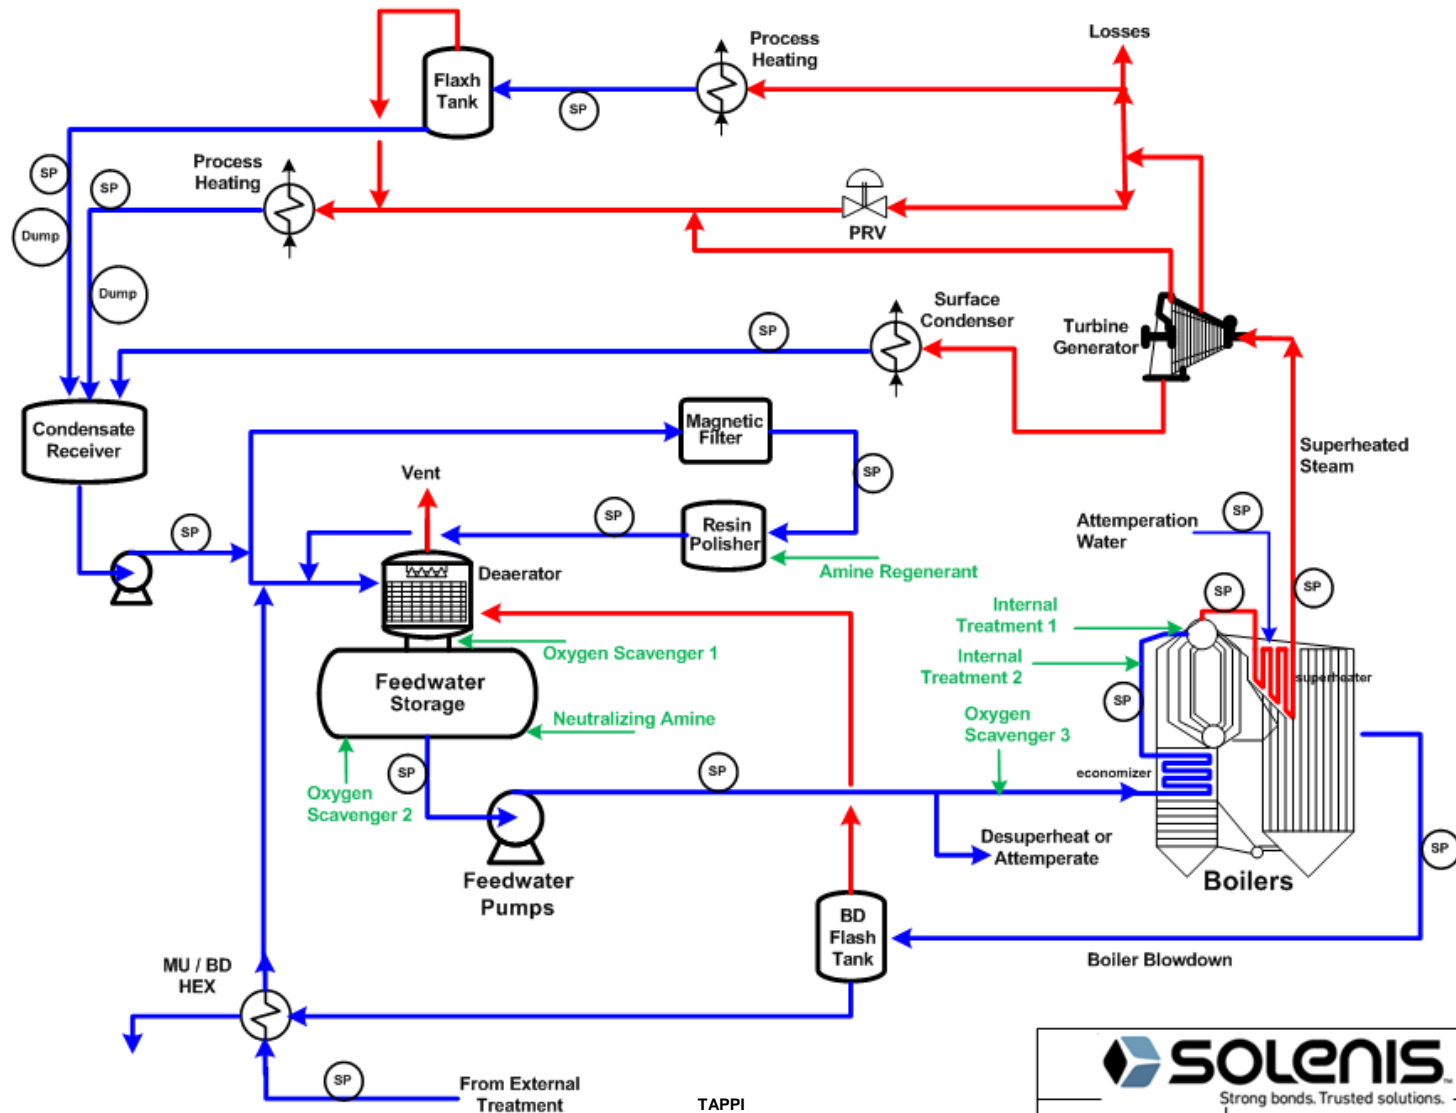 Losses
Process
Heating
Flaxh
Tank
SP
Process
Heating
SP
SP
Dump
Dump
PRV
Surface
Condenser
SP
Turbine
Generator
Condensate
Receiver
Magnetic
Filter
Superheated
Steam
Vent
SP
SP
SP
Resin
Polisher
Attemperation
Water
SP
Deaerator
Amine Regenerant
Internal
Treatment 1
SP
SP
Oxygen Scavenger 1
Internal
Treatment 2
superheater
Feedwater
Storage
SP
Neutralizing Amine
Oxygen
Scavenger 3
SP
SP
economizer
Oxygen
Scavenger 2
Desuperheat or
Attemperate
SP
Feedwater
Pumps
Boilers
BD
Flash
Tank
MU / BD
HEX
Boiler Blowdown
SP
From External
Treatment
TAPPI
SOLENIS
Strong bonds. Trusted solutions.